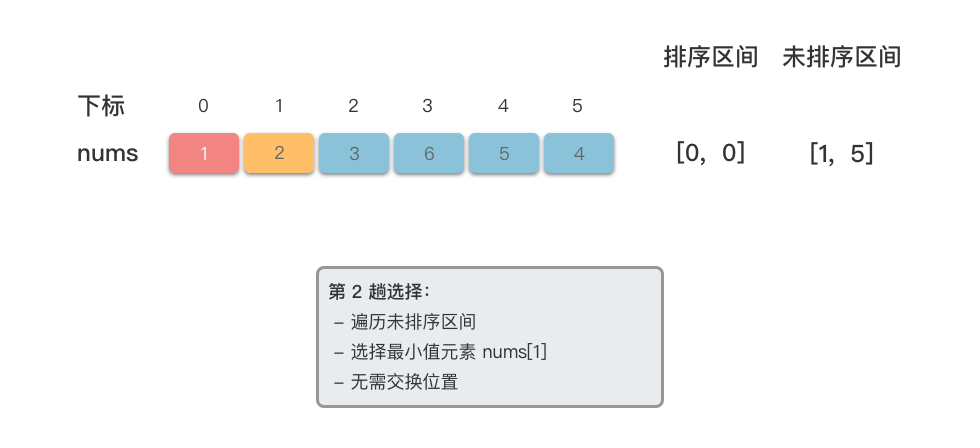 排序区间 未排序区间
下标 0 1 2 3 4 5
nums 1 2 3 6 5 4 [0, 0] [1, 5]
第 2 趟选择：
– 遍历未排序区间
– 选择最小值元素 nums[1]
– 无需交换位置